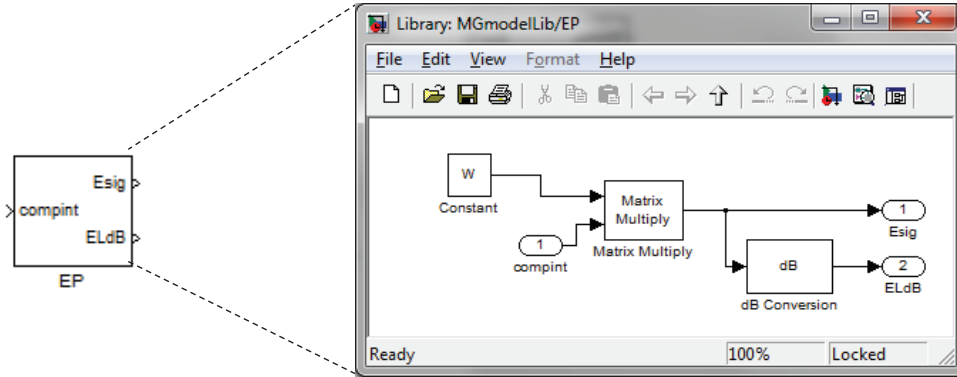 Library: MGmodelLib/EP
File Edit View Format Help
W
Constant
1
compint
Matrix
Multiply
Matrix Multiply
1
Esig
dB
dB Conversion
2
ELdB
Esig
compint
ELdB
EP
Ready 100% Locked